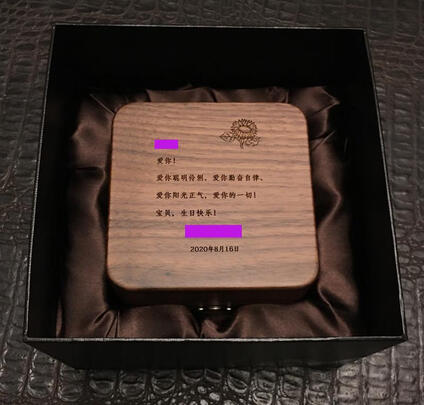 爱你！
爱你聪明伶俐，爱你勤奋自律，
爱你阳光正气，爱你的一切！
宝贝，生日快乐！
2020年8月16日